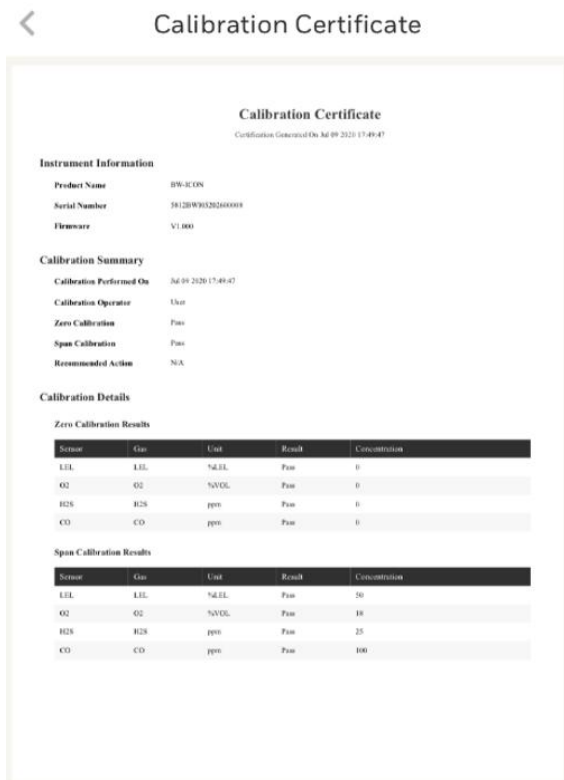 Calibration Certificate
Calibration Certificate
Certification Generated On Jul 09 2020 17:49:47
Instrument Information
Product Name BW-ICON
Serial Number
Firmware V1.000
Calibration Summary
Calibration Performed On Jul 09 2020 17:49:47
Calibration Operator User
Zero Calibration Pass
Span Calibration Pass
Recommended Action N/A
Calibration Details
Zero Calibration Results
Sensor Gas Unit Result Concentration
LEL LEL %LEL Pass 0
O2 O2 %VOL Pass 0
H2S H2S ppm Pass 0
CO CO ppm Pass 0
Span Calibration Results
Sensor Gas Unit Result Concentration
LEL LEL %LEL Pass 50
O2 O2 %VOL Pass 18
H2S H2S ppm Pass 25
CO CO ppm Pass 100